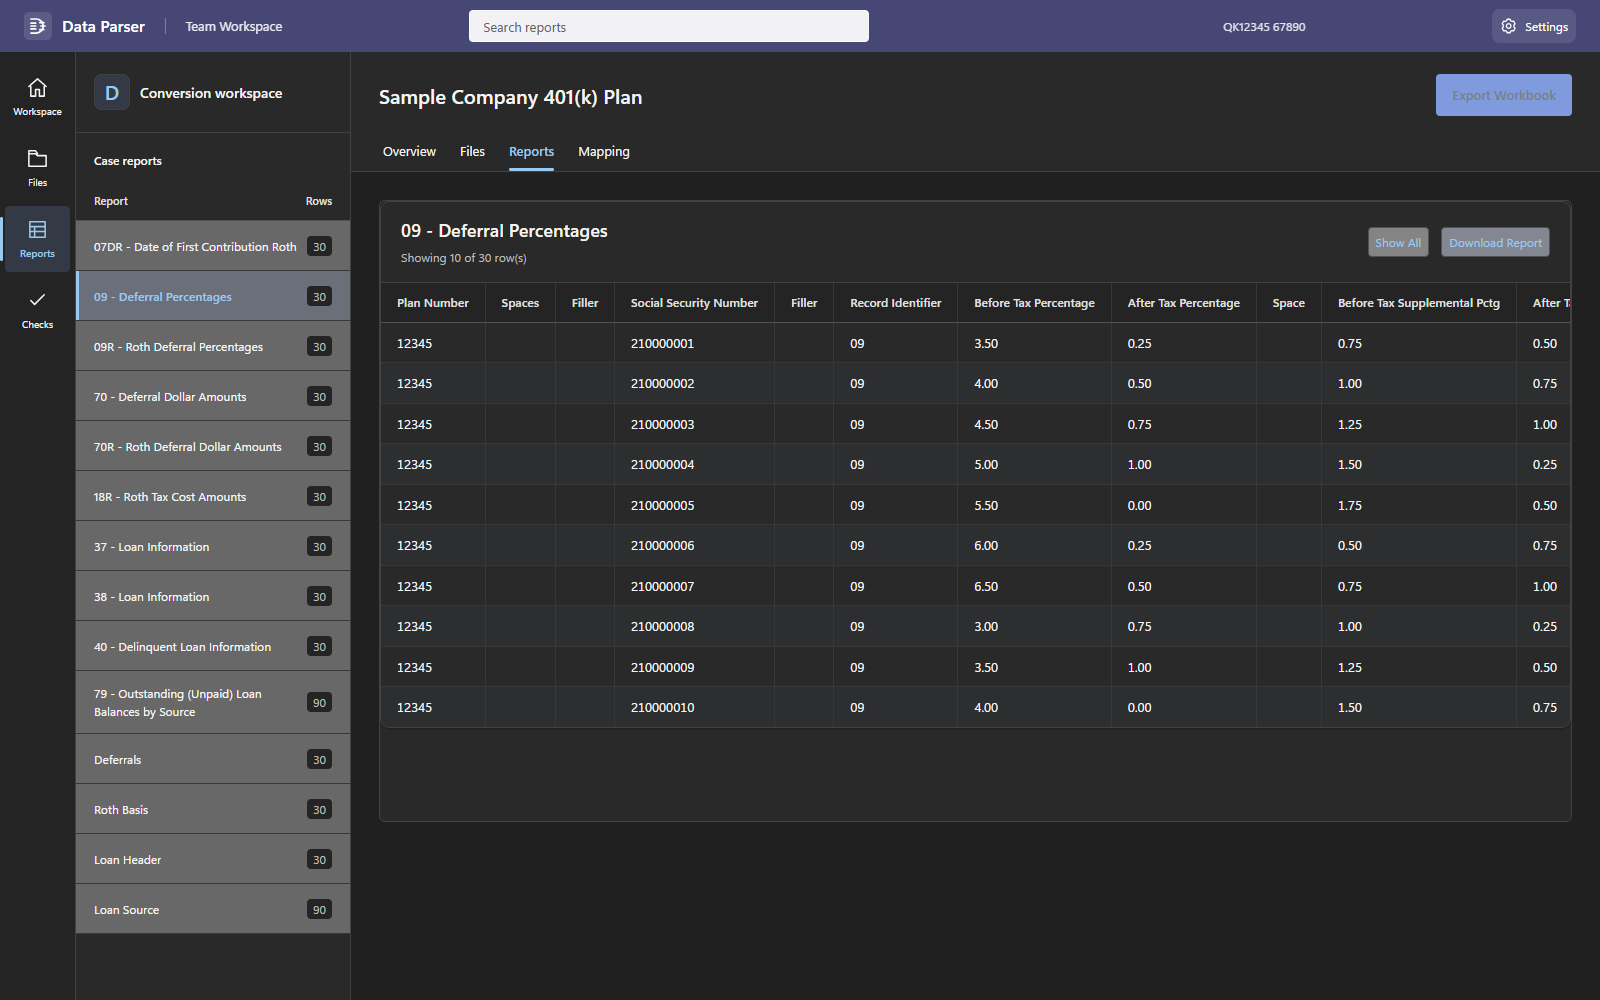 Data Parser
Team Workspace
Search reports
QK12345 67890
Settings
Workspace
Files
Reports
Checks
D
Conversion workspace
Case reports
Report Rows
07DR - Date of First Contribution Roth 30
09 - Deferral Percentages 30
09R - Roth Deferral Percentages 30
70 - Deferral Dollar Amounts 30
70R - Roth Deferral Dollar Amounts 30
18R - Roth Tax Cost Amounts 30
37 - Loan Information 30
38 - Loan Information 30
40 - Delinquent Loan Information 30
79 - Outstanding (Unpaid) Loan
Balances by Source 90
Deferrals 30
Roth Basis 30
Loan Header 30
Loan Source 90
Sample Company 401(k) Plan
Export Workbook
Overview Files Reports Mapping
09 - Deferral Percentages
Showing 10 of 30 row(s)
Show All
Download Report
Plan Number Spaces Filler Social Security Number Filler Record Identifier Before Tax Percentage After Tax Percentage Space Before Tax Supplemental Pctg After
12345 210000001 09 3.50 0.25 0.75 0.50
12345 210000002 09 4.00 0.50 1.00 0.75
12345 210000003 09 4.50 0.75 1.25 1.00
12345 210000004 09 5.00 1.00 1.50 0.25
12345 210000005 09 5.50 0.00 1.75 0.50
12345 210000006 09 6.00 0.25 0.50 0.75
12345 210000007 09 6.50 0.50 0.75 1.00
12345 210000008 09 3.00 0.75 1.00 0.25
12345 210000009 09 3.50 1.00 1.25 0.50
12345 210000010 09 4.00 0.00 1.50 0.75